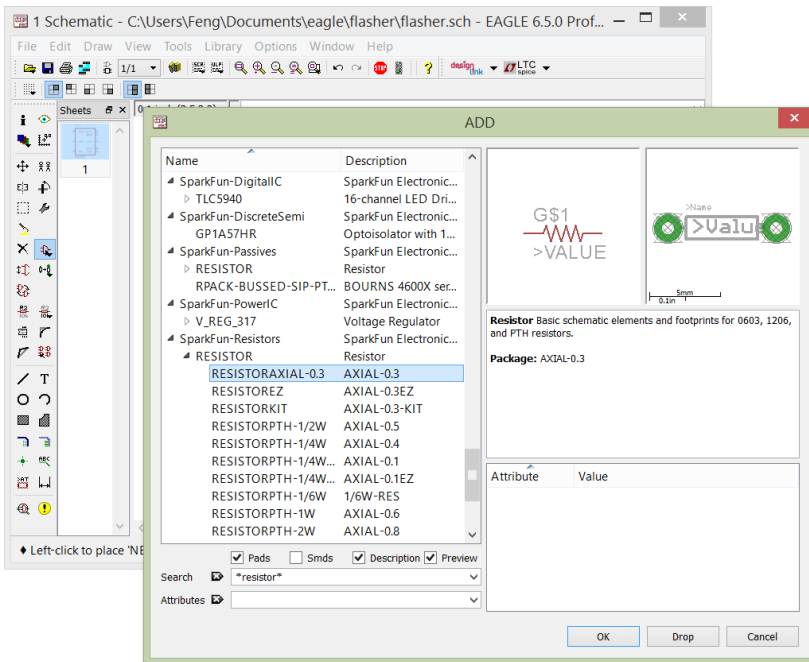 1 Schematic - C:\Users\Feng\Documents\eagle\flasher\flasher.sch - EAGLE 6.5.0 Prof...
File Edit Draw View Tools Library Options Window Help
1/1
design link
LTC spice
Sheets
1
Left-click to place 'NE
ADD
Name Description
SparkFun-DigitalIC SparkFun Electronic...
TLC5940 16-channel LED Dri...
SparkFun-DiscreteSemi SparkFun Electronic...
GP1A57HR Optoisolator with 1...
SparkFun-Passives SparkFun Electronic...
RESISTOR Resistor
RPACK-BUSSED-SIP-PT... BOURNS 4600X ser...
SparkFun-PowerIC SparkFun Electronic...
V_REG_317 Voltage Regulator
SparkFun-Resistors SparkFun Electronic...
RESISTOR Resistor
RESISTORAXIAL-0.3 AXIAL-0.3
RESISTOREZ AXIAL-0.3EZ
RESISTORKIT AXIAL-0.3-KIT
RESISTORPTH-1/2W AXIAL-0.5
RESISTORPTH-1/4W AXIAL-0.4
RESISTORPTH-1/4W... AXIAL-0.1
RESISTORPTH-1/4W... AXIAL-0.1EZ
RESISTORPTH-1/6W 1/6W-RES
RESISTORPTH-1W AXIAL-0.6
RESISTORPTH-2W AXIAL-0.8
Pads Smds Description Preview
Search *resistor*
Attributes
G$1
>VALUE
>Name
>Valu
5mm
0.1in
Resistor Basic schematic elements and footprints for 0603, 1206,
and PTH resistors.
Package: AXIAL-0.3
Attribute Value
OK Drop Cancel